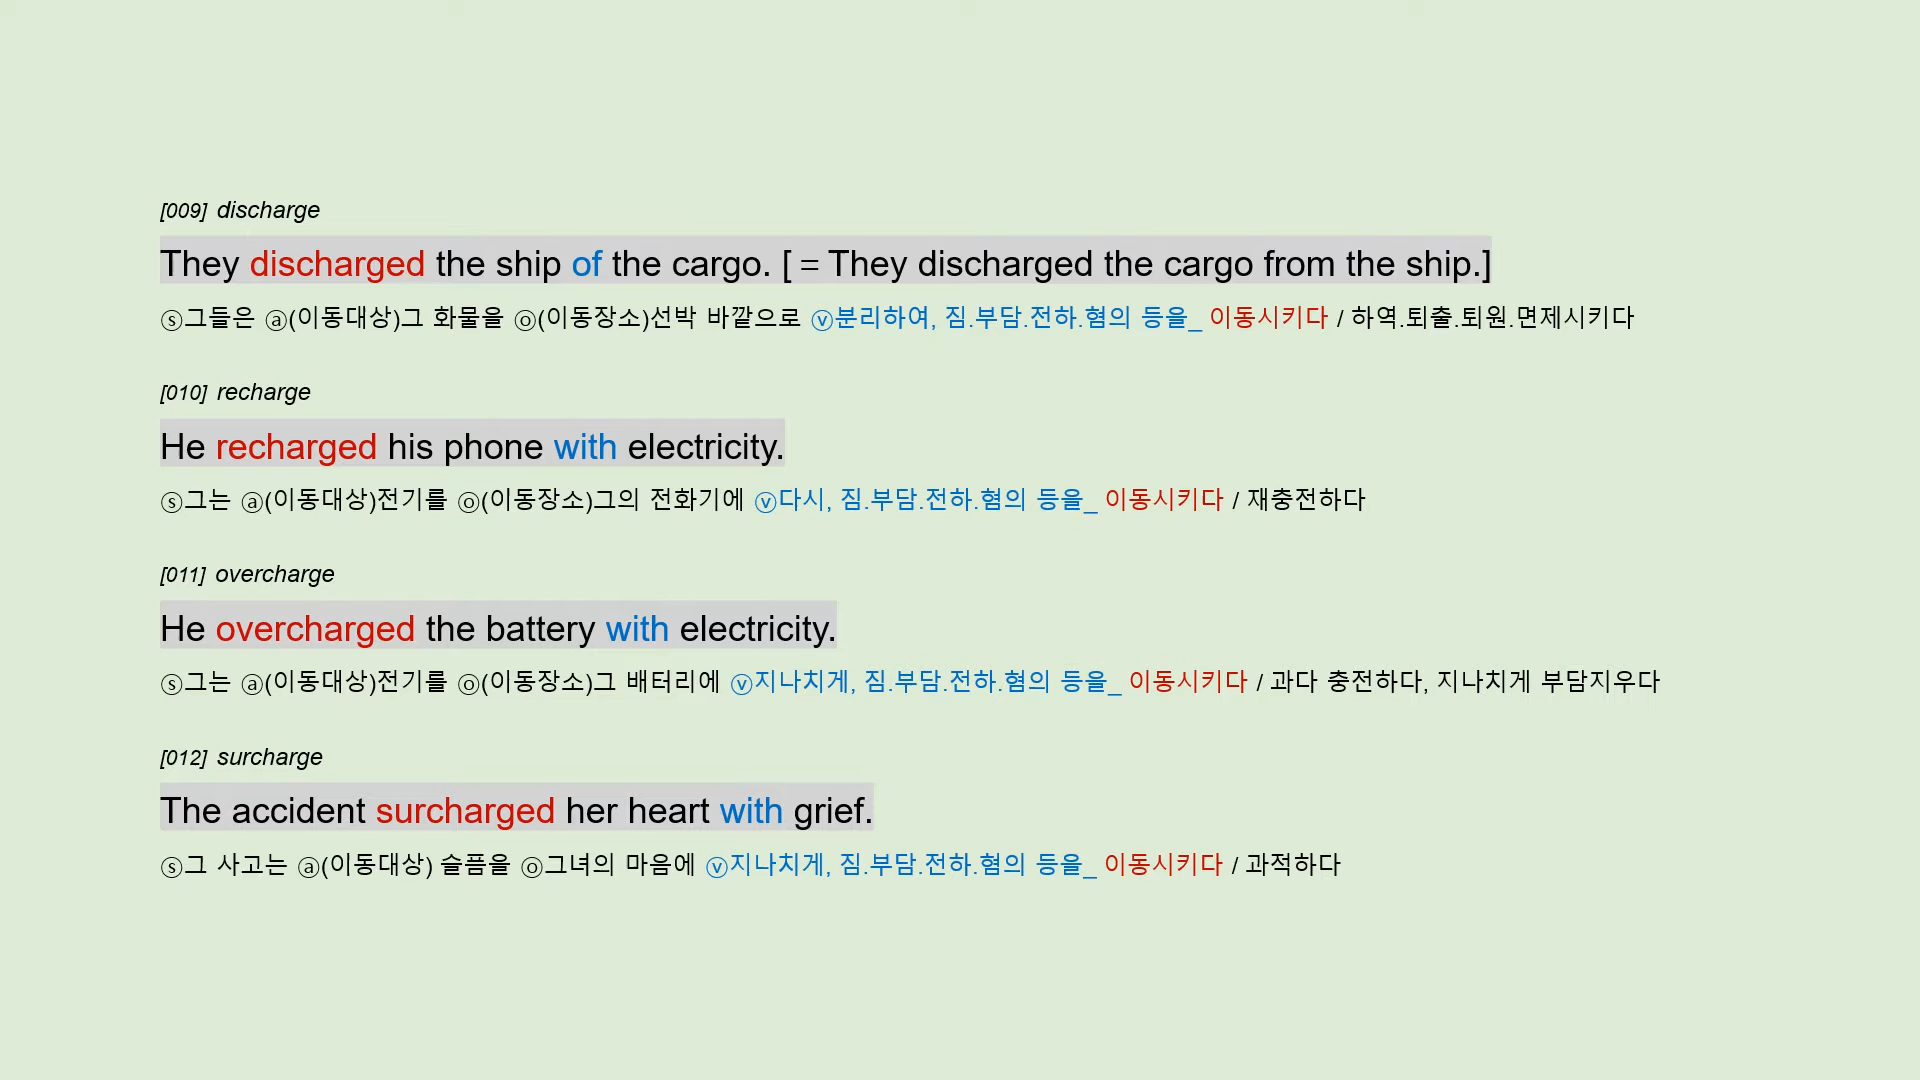 [009] discharge
They discharged the ship of the cargo. [ = They discharged the cargo from the ship.]
ⓢ그들은 ⓐ(이동대상)그 화물을 ⓞ(이동장소)선박 바깥으로 ⓥ분리하여, 짐.부담.전하.혐의 등을_ 이동시키다 / 하역.퇴출.퇴원.면제시키다
[010] recharge
He recharged his phone with electricity.
ⓢ그는 ⓐ(이동대상)전기를 ⓞ(이동장소)그의 전화기에 ⓥ다시, 짐.부담.전하.혐의 등을_ 이동시키다 / 재충전하다
[011] overcharge
He overcharged the battery with electricity.
ⓢ그는 ⓐ(이동대상)전기를 ⓞ(이동장소)그 배터리에 ⓥ지나치게, 짐.부담.전하.혐의 등을_ 이동시키다 / 과다 충전하다, 지나치게 부담지우다
[012] surcharge
The accident surcharged her heart with grief.
ⓢ그 사고는 ⓐ(이동대상) 슬픔을 ⓞ그녀의 마음에 ⓥ지나치게, 짐.부담.전하.혐의 등을_ 이동시키다 / 과적하다